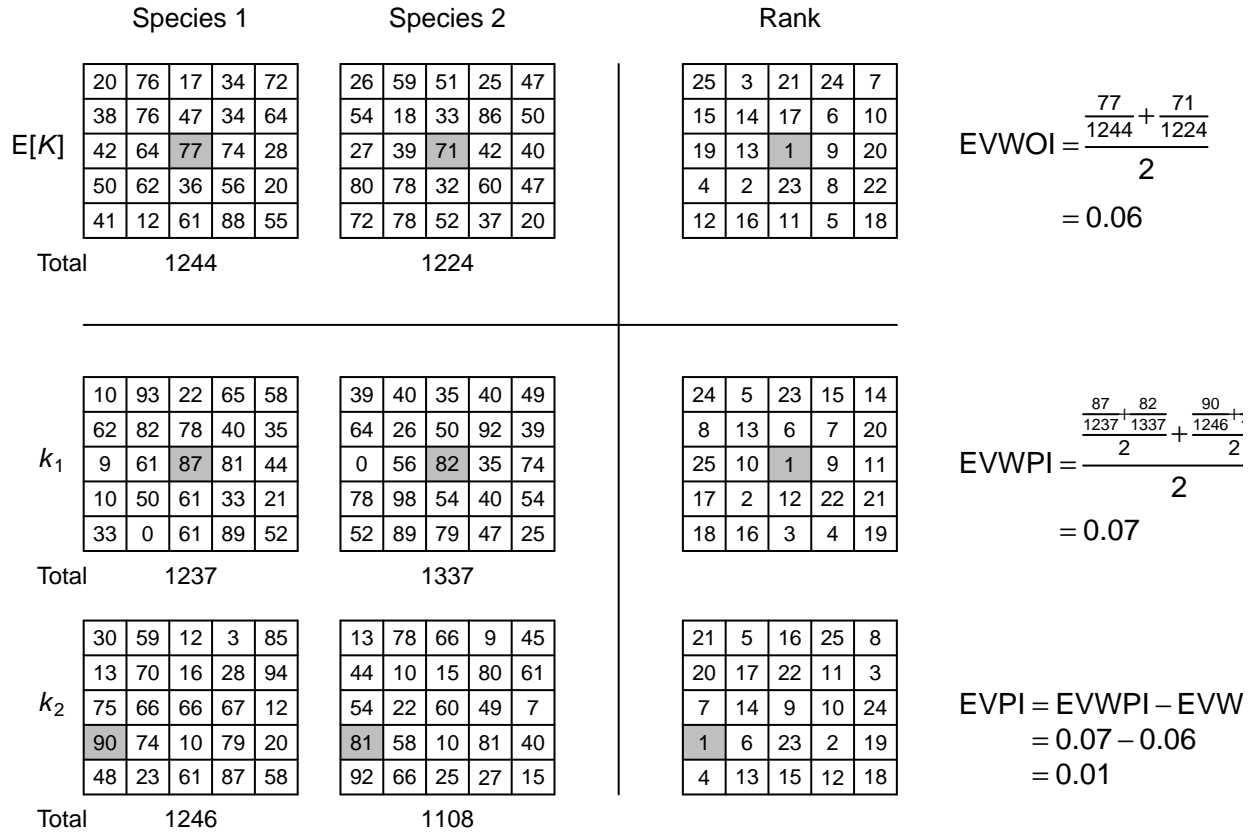 Species 1 Species 2 Rank
E[K]
20 76 17 34 72 26 59 51 25 47 25 3 21 24 7
38 76 47 34 64 54 18 33 86 50 15 14 17 6 10
42 64 77 74 28 27 39 71 42 40 19 13 1 9 20
50 62 36 56 20 80 78 32 60 47 4 2 23 8 22
41 12 61 88 55 72 78 52 37 20 12 16 11 5 18
Total 1244 1224
EVWOI = (77/1244 + 71/1224)/2
= 0.06
k1
10 93 22 65 58 39 40 35 40 49 24 5 23 15 14
62 82 78 40 35 64 26 50 92 39 8 13 6 7 20
9 61 87 81 44 0 56 82 35 74 25 10 1 9 11
10 50 61 33 21 78 98 54 40 54 17 2 12 22 21
33 0 61 89 52 52 89 79 47 25 18 16 3 4 19
Total 1237 1337
EVWPI = ((87/1237 + 82/1337)/2 + (90/1246 +)/2)/2
= 0.07
k2
30 59 12 3 85 13 78 66 9 45 21 5 16 25 8
13 70 16 28 94 44 10 15 80 61 20 17 22 11 3
75 66 66 67 12 54 22 60 49 7 7 14 9 10 24
90 74 10 79 20 81 58 10 81 40 1 6 23 2 19
48 23 61 87 58 92 66 25 27 15 4 13 15 12 18
Total 1246 1108
EVPI = EVWPI − EVW
= 0.07 − 0.06
= 0.01